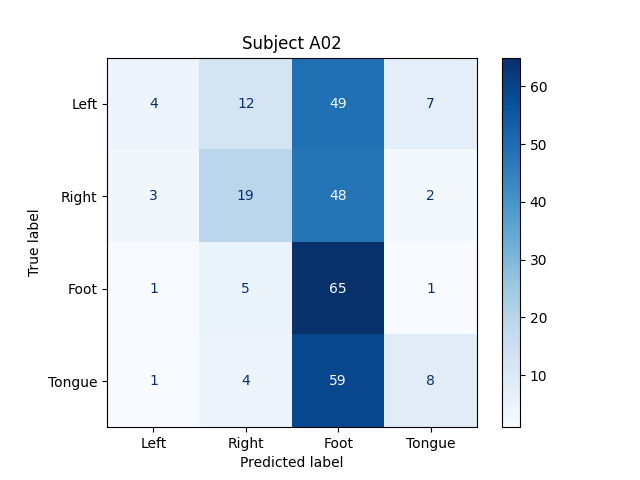 Subject A02
True label
Left 4 12 49 7
Right 3 19 48 2
Foot 1 5 65 1
Tongue 1 4 59 8
Left Right Foot Tongue
Predicted label
60
50
40
30
20
10